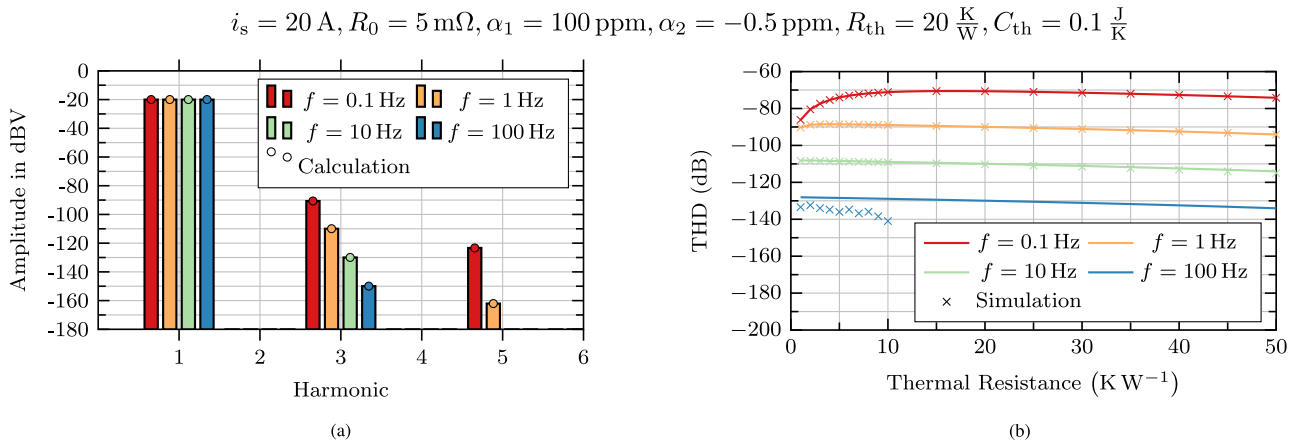 i_s = 20 A, R_0 = 5 mΩ, α_1 = 100 ppm, α_2 = −0.5 ppm, R_th = 20 K/W, C_th = 0.1 J/K
Amplitude in dBV
0
-20
-40
-60
-80
-100
-120
-140
-160
-180
f = 0.1 Hz
f = 1 Hz
f = 10 Hz
f = 100 Hz
Calculation
1 2 3 4 5 6
Harmonic
(a)
THD (dB)
−60
−80
−100
−120
−140
−160
−180
−200
f = 0.1 Hz
f = 1 Hz
f = 10 Hz
f = 100 Hz
Simulation
0 10 20 30 40 50
Thermal Resistance (K W⁻¹)
(b)